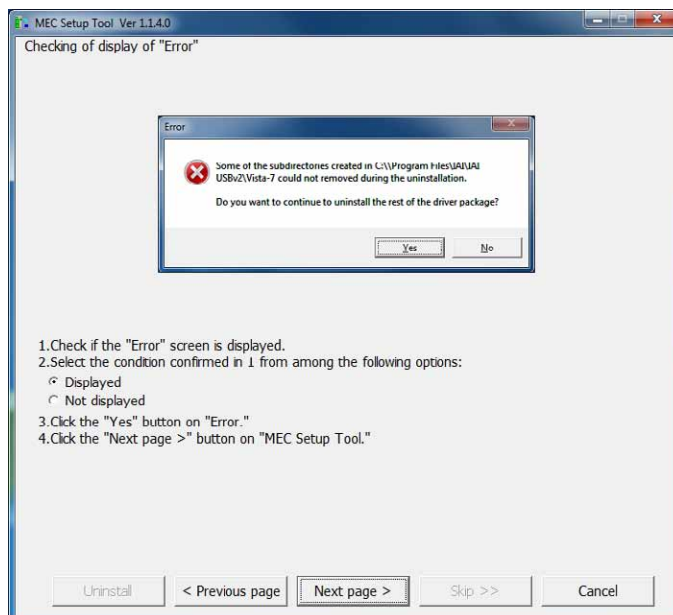 MEC Setup Tool Ver 1.1.4.0
Checking of display of "Error"
Error
Some of the subdirectories created in C:\\Program Files\IAI\IAI
USBv2\Vista-7 could not removed during the uninstallation.
Do you want to continue to uninstall the rest of the driver package?
Yes
No
1.Check if the "Error" screen is displayed.
2.Select the condition confirmed in 1 from among the following options:
Displayed
Not displayed
3.Click the "Yes" button on "Error."
4.Click the "Next page >" button on "MEC Setup Tool."
Uninstall
< Previous page
Next page >
Skip >>
Cancel